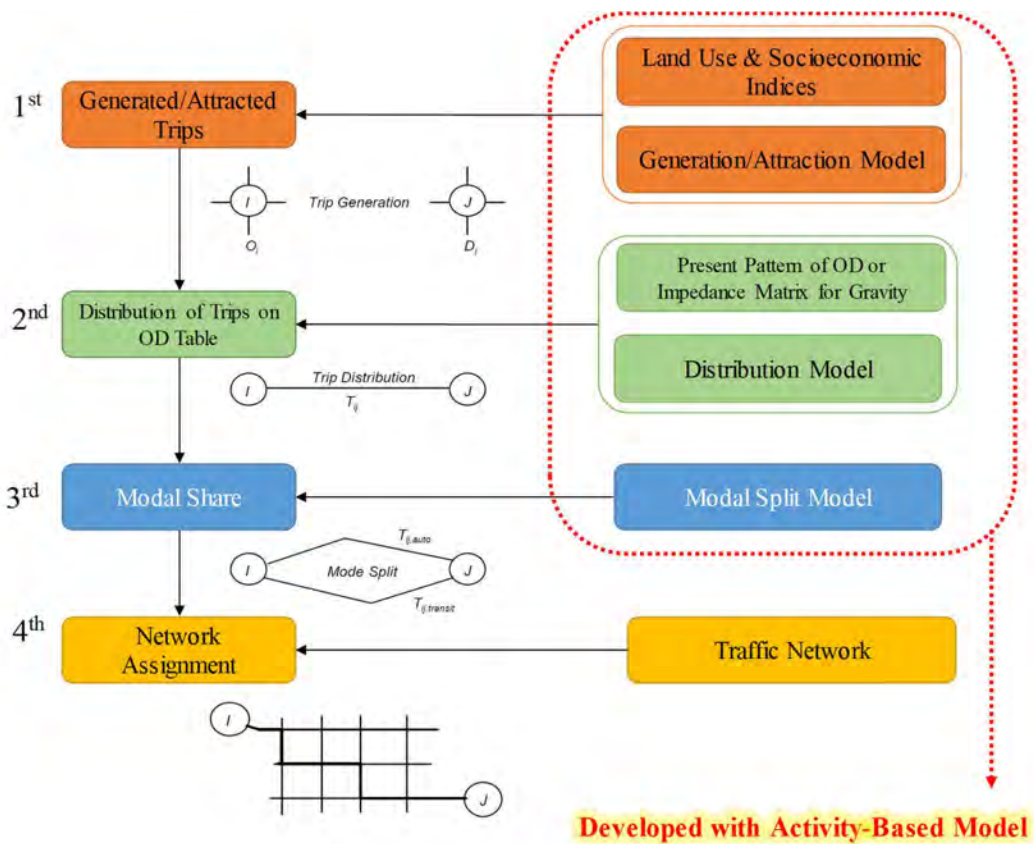 1st
Generated/Attracted
Trips
Land Use & Socioeconomic
Indices
Generation/Attraction Model
I
Trip Generation
J
Oi
Dj
2nd
Distribution of Trips on
OD Table
Present Pattern of OD or
Impedance Matrix for Gravity
Distribution Model
I
Trip Distribution
Tij
J
3rd
Modal Share
Modal Split Model
Tij,auto
I
Mode Split
J
Tij,transit
4th
Network
Assignment
Traffic Network
I
J
Developed with Activity-Based Model